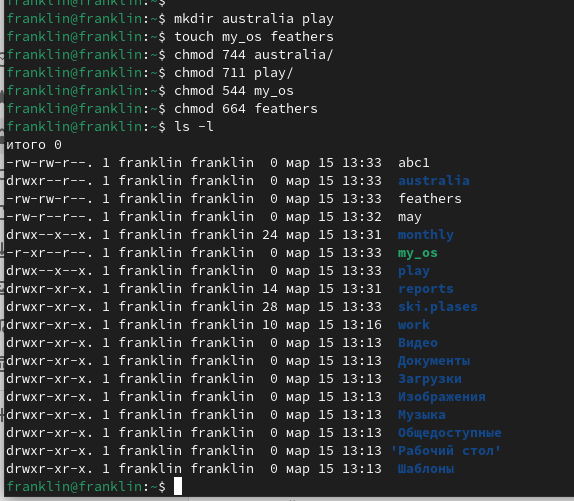 franklin@franklin:~$
franklin@franklin:~$ mkdir australia play
franklin@franklin:~$ touch my_os feathers
franklin@franklin:~$ chmod 744 australia/
franklin@franklin:~$ chmod 711 play/
franklin@franklin:~$ chmod 544 my_os
franklin@franklin:~$ chmod 664 feathers
franklin@franklin:~$ ls -l
итого 0
-rw-rw-r--. 1 franklin franklin  0 мар 15 13:33  abc1
drwxr--r--. 1 franklin franklin  0 мар 15 13:33  australia
-rw-rw-r--. 1 franklin franklin  0 мар 15 13:33  feathers
-rw-r--r--. 1 franklin franklin  0 мар 15 13:32  may
drwx--x--x. 1 franklin franklin 24 мар 15 13:31  monthly
-r-xr--r--. 1 franklin franklin  0 мар 15 13:33  my_os
drwx--x--x. 1 franklin franklin  0 мар 15 13:33  play
drwxr-xr-x. 1 franklin franklin 14 мар 15 13:31  reports
drwxr-xr-x. 1 franklin franklin 28 мар 15 13:33  ski.plases
drwxr-xr-x. 1 franklin franklin 10 мар 15 13:16  work
drwxr-xr-x. 1 franklin franklin  0 мар 15 13:13  Видео
drwxr-xr-x. 1 franklin franklin  0 мар 15 13:13  Документы
drwxr-xr-x. 1 franklin franklin  0 мар 15 13:13  Загрузки
drwxr-xr-x. 1 franklin franklin  0 мар 15 13:13  Изображения
drwxr-xr-x. 1 franklin franklin  0 мар 15 13:13  Музыка
drwxr-xr-x. 1 franklin franklin  0 мар 15 13:13  Общедоступные
drwxr-xr-x. 1 franklin franklin  0 мар 15 13:13 'Рабочий стол'
drwxr-xr-x. 1 franklin franklin  0 мар 15 13:13  Шаблоны
franklin@franklin:~$